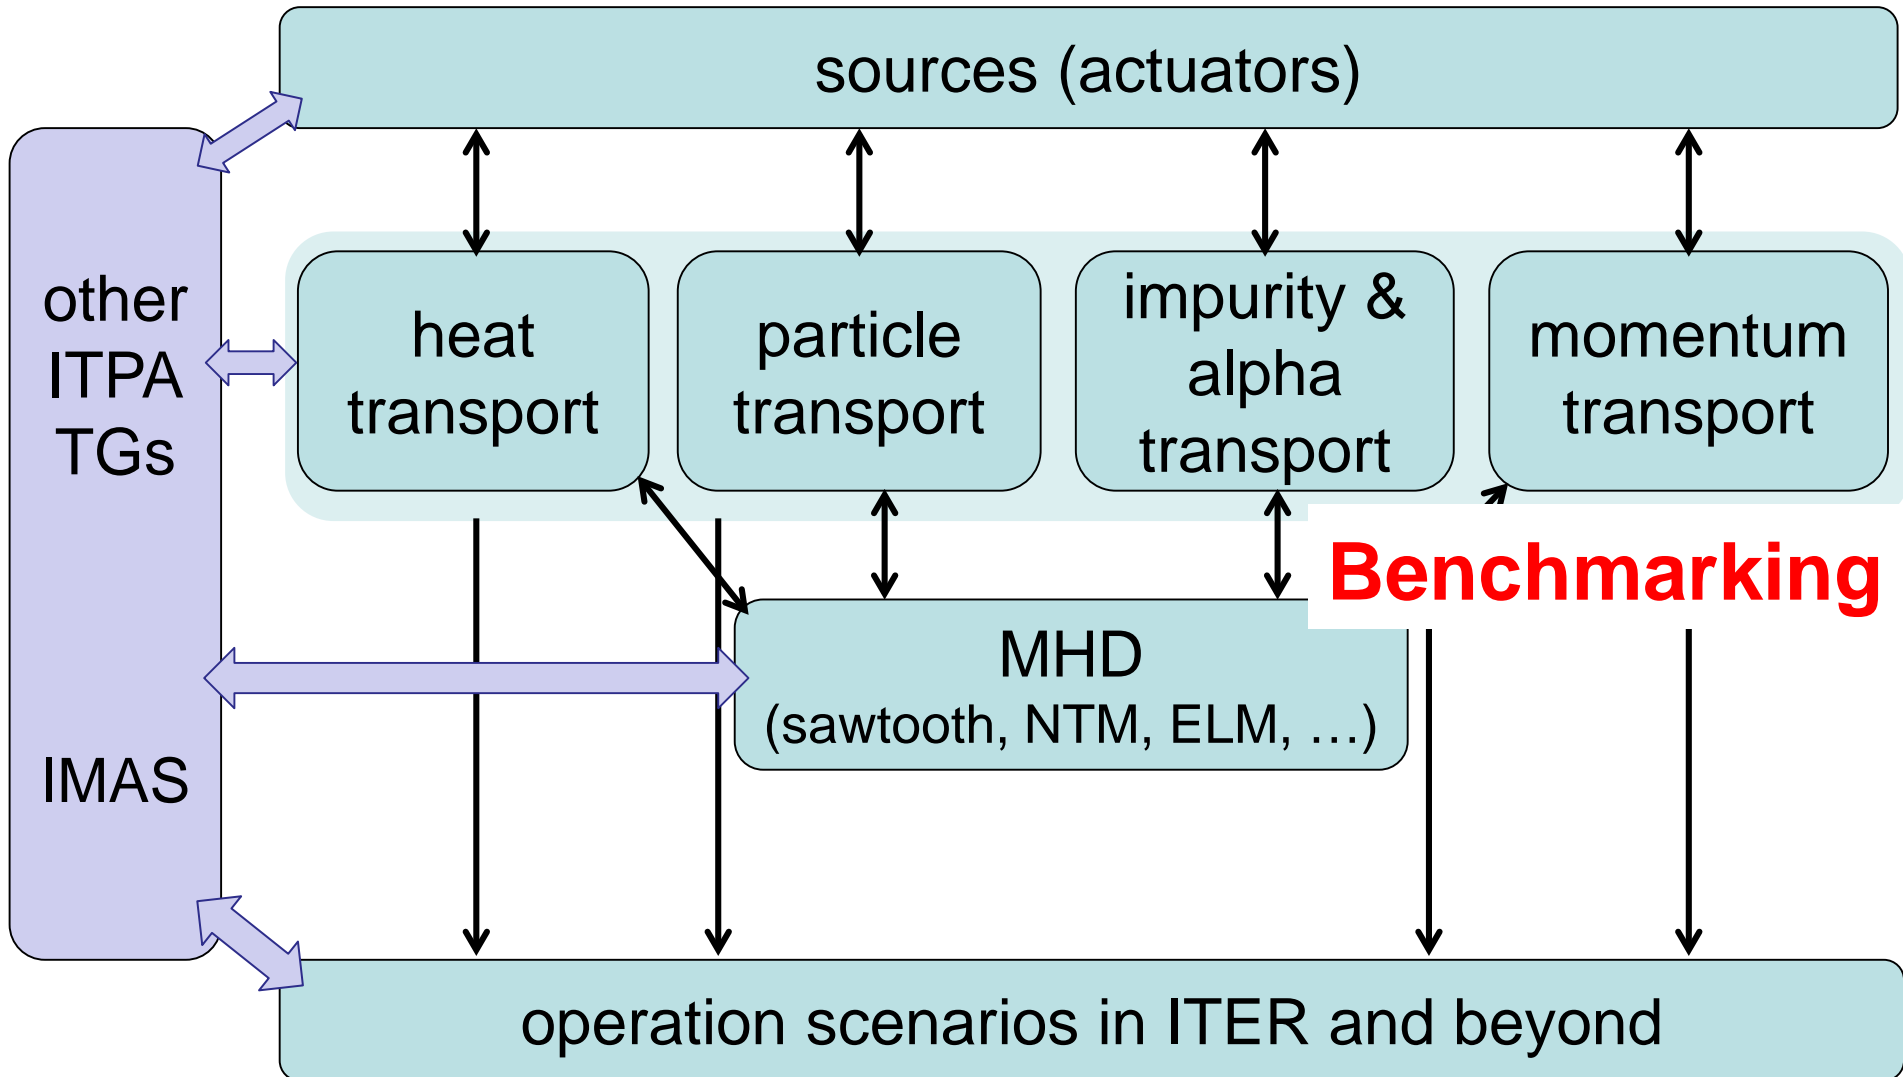 sources (actuators)
other
ITPA
TGs
IMAS
heat
transport
particle
transport
impurity &
alpha
transport
momentum
transport
Benchmarking
MHD
(sawtooth, NTM, ELM, …)
operation scenarios in ITER and beyond